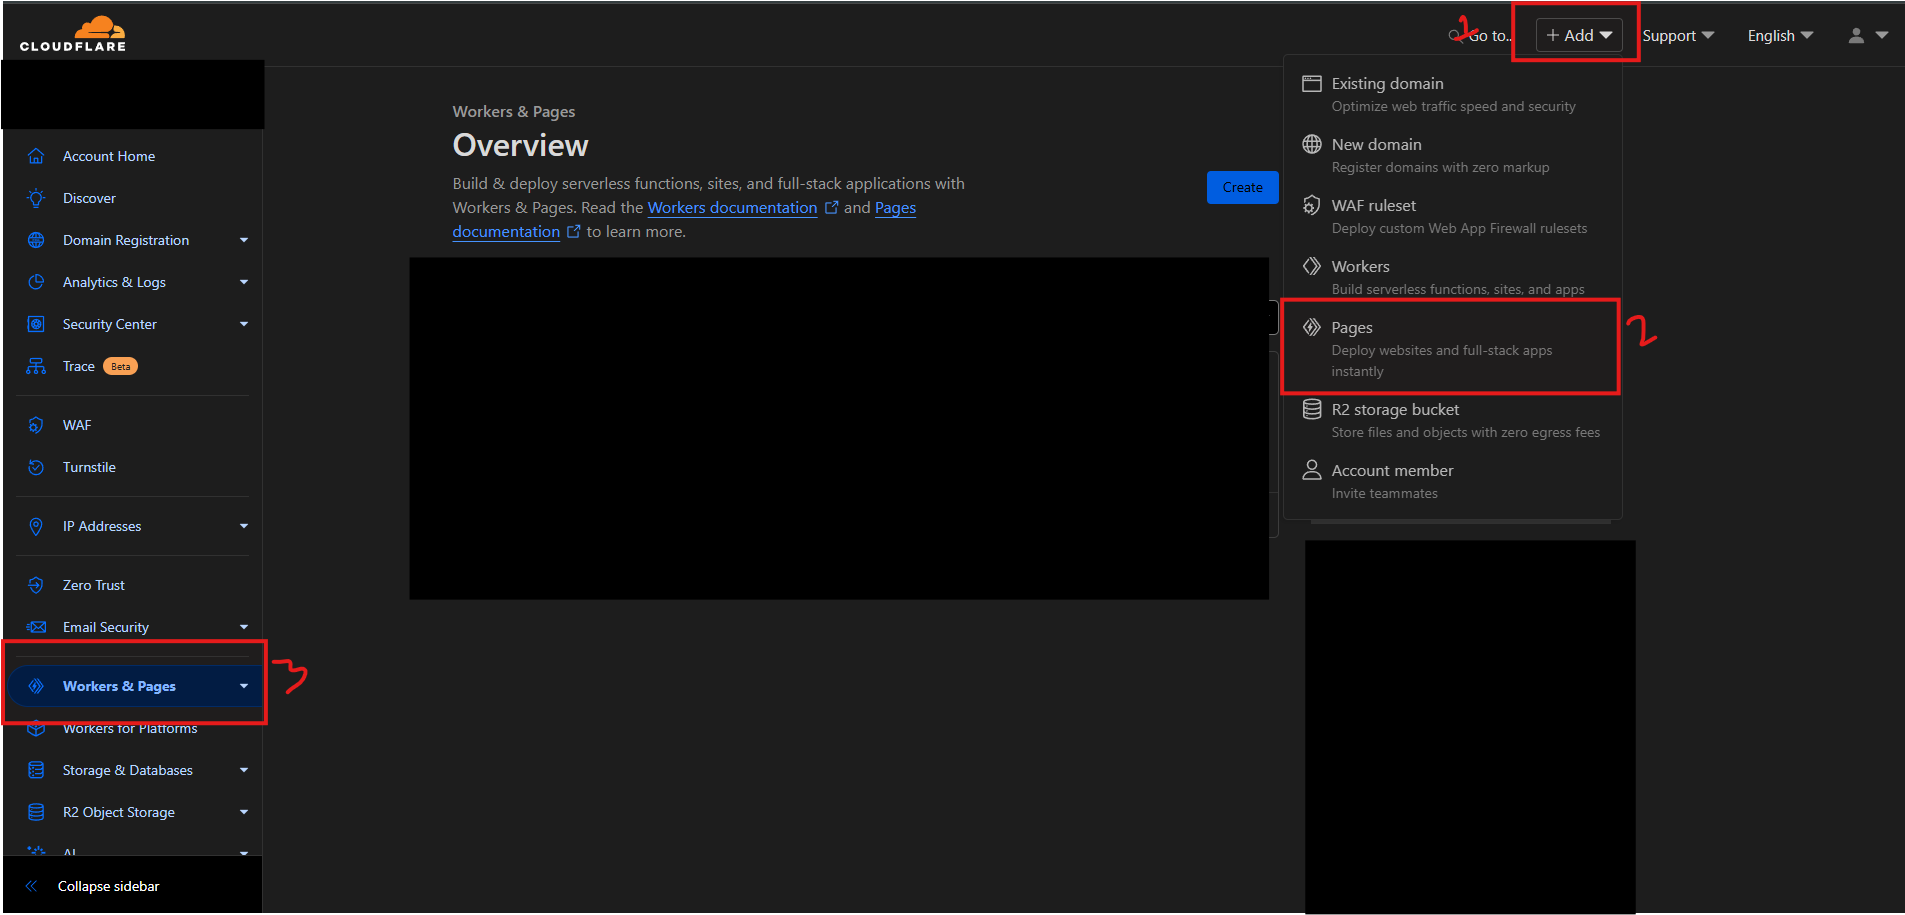 CLOUDFLARE
1
Go to..
+ Add
Support
English
Account Home
Discover
Domain Registration
Analytics & Logs
Security Center
Trace Beta
WAF
Turnstile
IP Addresses
Zero Trust
Email Security
Workers & Pages
3
Workers for Platforms
Storage & Databases
R2 Object Storage
AI
Collapse sidebar
Workers & Pages
Overview
Build & deploy serverless functions, sites, and full-stack applications with
Workers & Pages. Read the Workers documentation and Pages
documentation to learn more.
Create
Existing domain
Optimize web traffic speed and security
New domain
Register domains with zero markup
WAF ruleset
Deploy custom Web App Firewall rulesets
Workers
Build serverless functions, sites, and apps
Pages
Deploy websites and full-stack apps
instantly
2
R2 storage bucket
Store files and objects with zero egress fees
Account member
Invite teammates